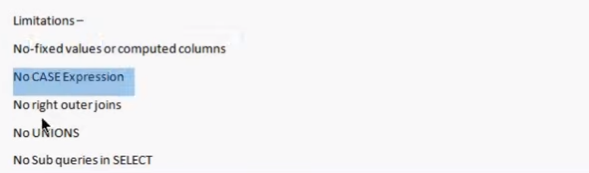 Limitations –
No-fixed values or computed columns
No CASE Expression
No right outer joins
No UNIONS
No Sub queries in SELECT